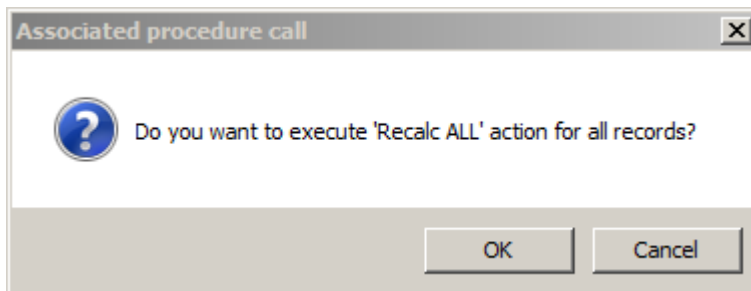 Associated procedure call
Do you want to execute 'Recalc ALL' action for all records?
OK Cancel